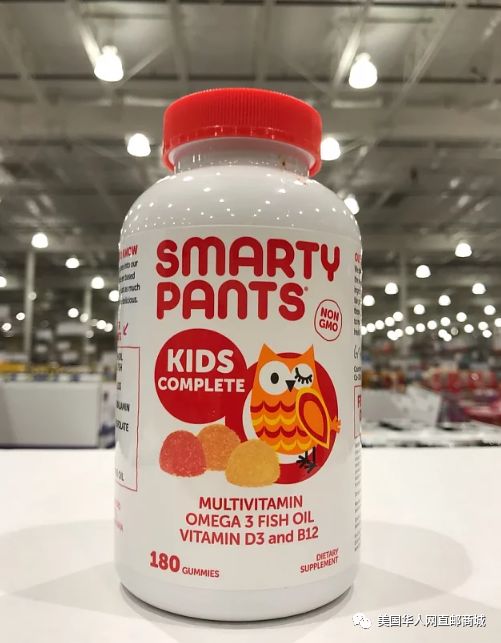 SMARTY
PANTS
NON
GMO
KIDS
COMPLETE
MULTIVITAMIN
OMEGA 3 FISH OIL
VITAMIN D3 and B12
180 GUMMIES
DIETARY
SUPPLEMENT
美国华人网直邮商城